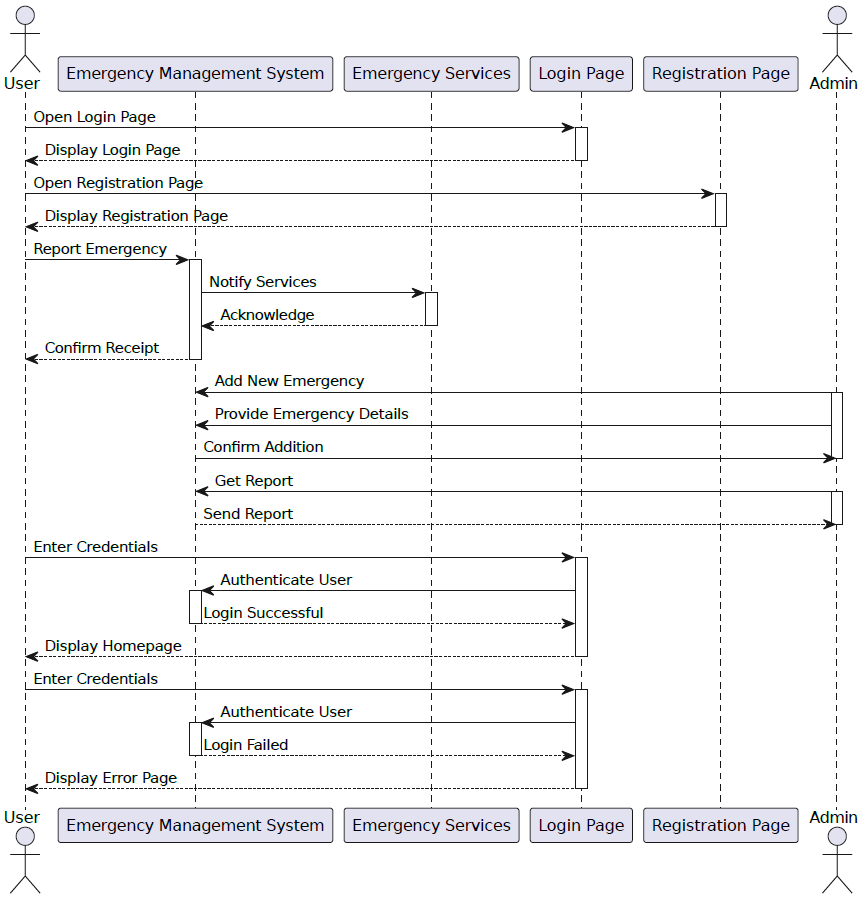 User
Emergency Management System
Emergency Services
Login Page
Registration Page
Admin
Open Login Page
Display Login Page
Open Registration Page
Display Registration Page
Report Emergency
Notify Services
Acknowledge
Confirm Receipt
Add New Emergency
Provide Emergency Details
Confirm Addition
Get Report
Send Report
Enter Credentials
Authenticate User
Login Successful
Display Homepage
Enter Credentials
Authenticate User
Login Failed
Display Error Page
User
Emergency Management System
Emergency Services
Login Page
Registration Page
Admin